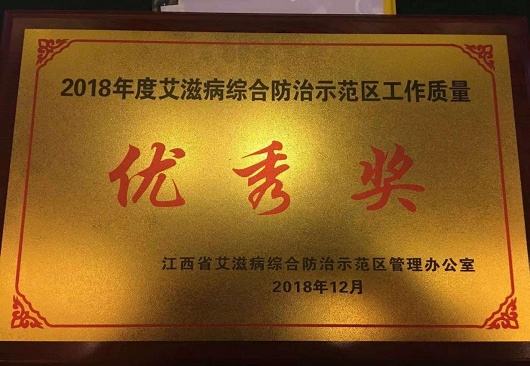 2018年度艾滋病综合防治示范区工作质量
优秀奖
江西省艾滋病综合防治示范区管理办公室
2018年12月